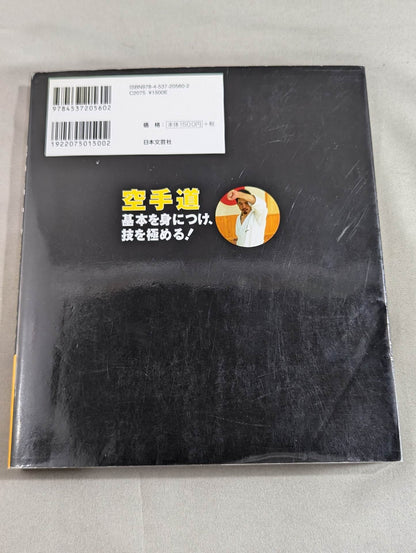 9784537205602
1922075015002
ISBN978-4-537-20560-2
C2075 ¥1500E
価 格：本体1500円＋税
日本文芸社
空手道
基本を身につけ、
技を極める！